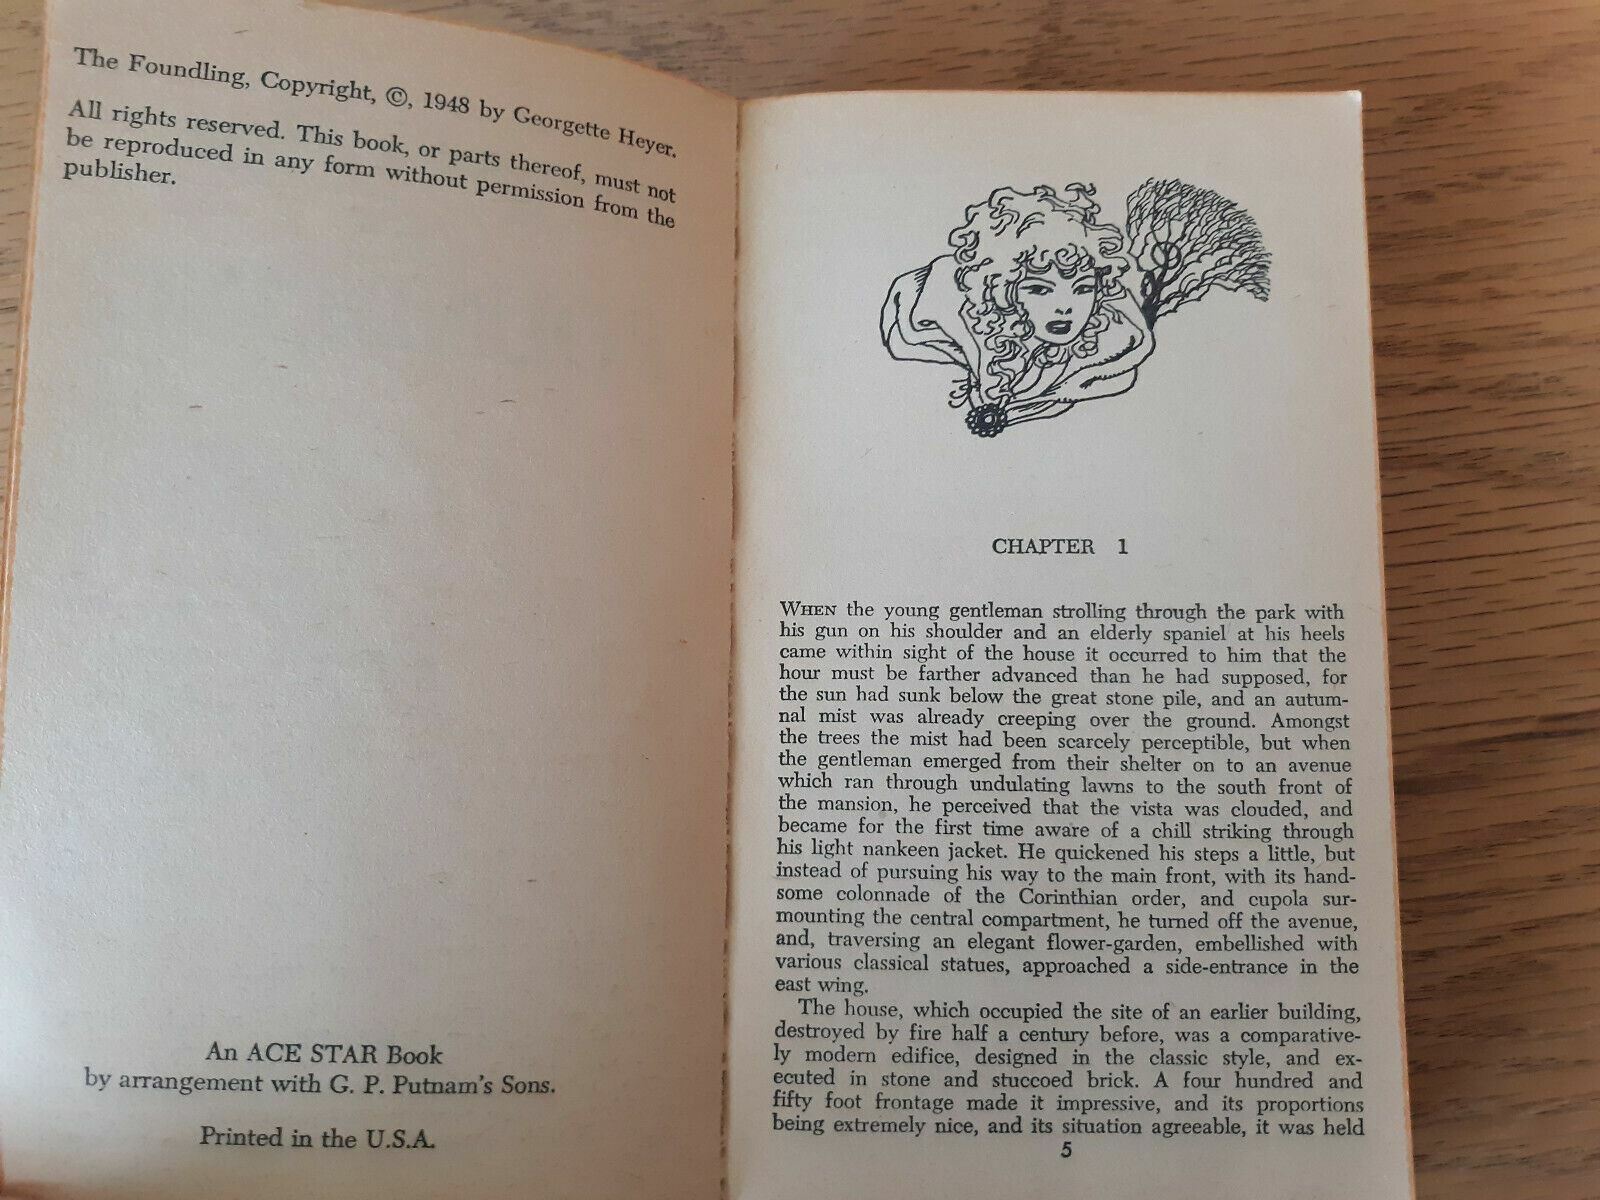 The Foundling, Copyright, ©, 1948 by Georgette Heyer.
All rights reserved. This book, or parts thereof, must not
be reproduced in any form without permission from the
publisher.
An ACE STAR Book
by arrangement with G. P. Putnam's Sons.
Printed in the U.S.A.
CHAPTER 1
WHEN the young gentleman strolling through the park with
his gun on his shoulder and an elderly spaniel at his heels
came within sight of the house it occurred to him that the
hour must be farther advanced than he had supposed, for
the sun had sunk below the great stone pile, and an autum-
nal mist was already creeping over the ground. Amongst
the trees the mist had been scarcely perceptible, but when
the gentleman emerged from their shelter on to an avenue
which ran through undulating lawns to the south front of
the mansion, he perceived that the vista was clouded, and
became for the first time aware of a chill striking through
his light nankeen jacket. He quickened his steps a little, but
instead of pursuing his way to the main front, with its hand-
some colonnade of the Corinthian order, and cupola sur-
mounting the central compartment, he turned off the avenue,
and, traversing an elegant flower-garden, embellished with
various classical statues, approached a side-entrance in the
east wing.
The house, which occupied the site of an earlier building,
destroyed by fire half a century before, was a comparative-
ly modern edifice, designed in the classic style, and ex-
ecuted in stone and stuccoed brick. A four hundred and
fifty foot frontage made it impressive, and its proportions
being extremely nice, and its situation agreeable, it was held
5